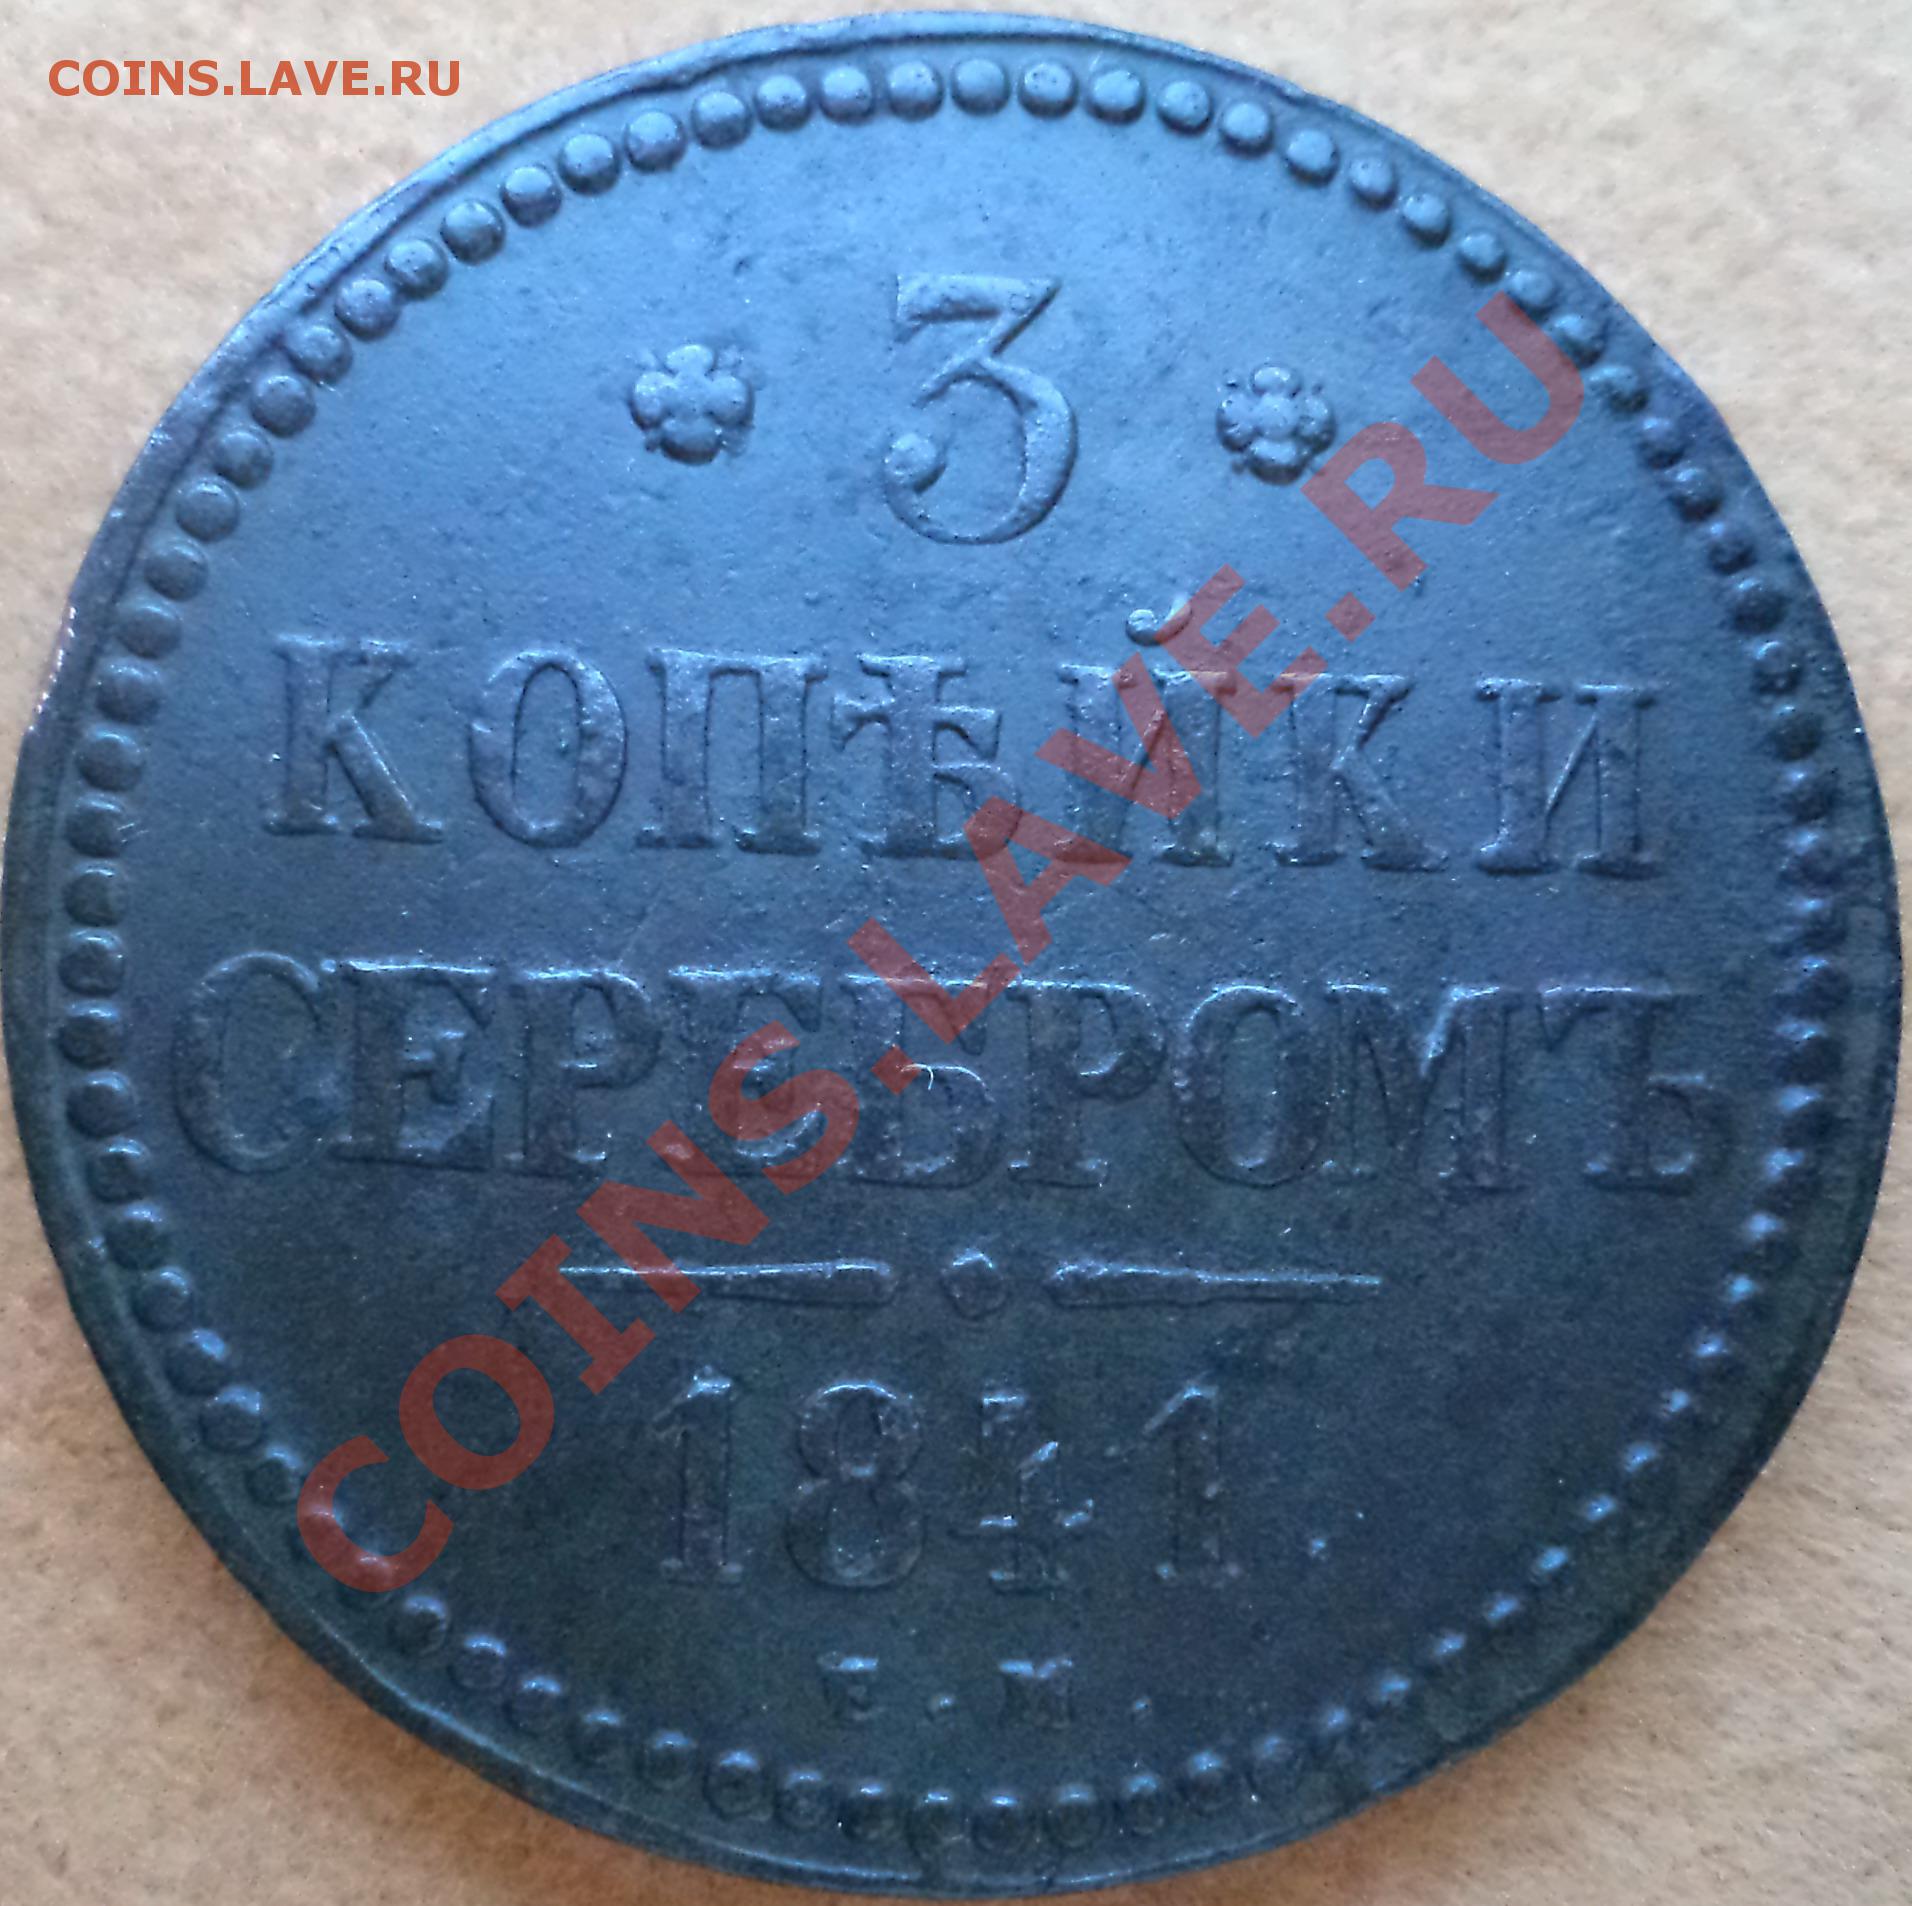 COINS.LAVE.RU
3
КОПѢЙКИ
СЕРЕБРОМЪ
1841.
Е.М.
COINS.LAVE.RU